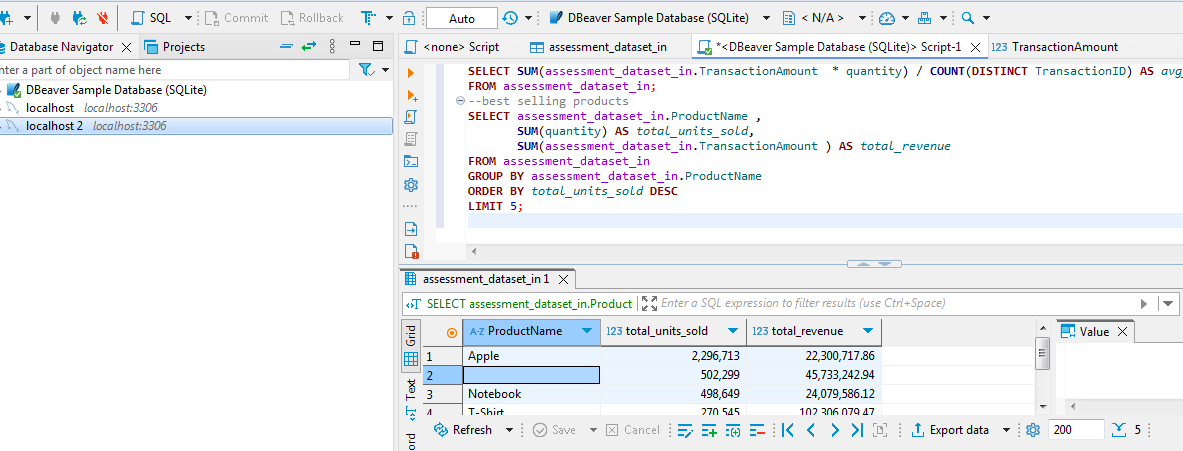 SQL Commit Rollback Auto DBeaver Sample Database (SQLite) < N/A >
Database Navigator Projects
<none> Script assessment_dataset_in *<DBeaver Sample Database (SQLite)> Script-1 123 TransactionAmount
enter a part of object name here
DBeaver Sample Database (SQLite)
localhost localhost:3306
localhost 2 localhost:3306
SELECT SUM(assessment_dataset_in.TransactionAmount * quantity) / COUNT(DISTINCT TransactionID) AS avg_
FROM assessment_dataset_in;
--best selling products
SELECT assessment_dataset_in.ProductName ,
SUM(quantity) AS total_units_sold,
SUM(assessment_dataset_in.TransactionAmount ) AS total_revenue
FROM assessment_dataset_in
GROUP BY assessment_dataset_in.ProductName
ORDER BY total_units_sold DESC
LIMIT 5;
assessment_dataset_in 1
SELECT assessment_dataset_in.Product Enter a SQL expression to filter results (use Ctrl+Space)
Grid
Text
A-Z ProductName 123 total_units_sold 123 total_revenue
Value
1 Apple 2,296,713 22,300,717.86
2 502,299 45,733,242.94
3 Notebook 498,649 24,079,586.12
4 T-Shirt 270,545 102,306,079.47
Refresh Save Cancel Export data 200 5